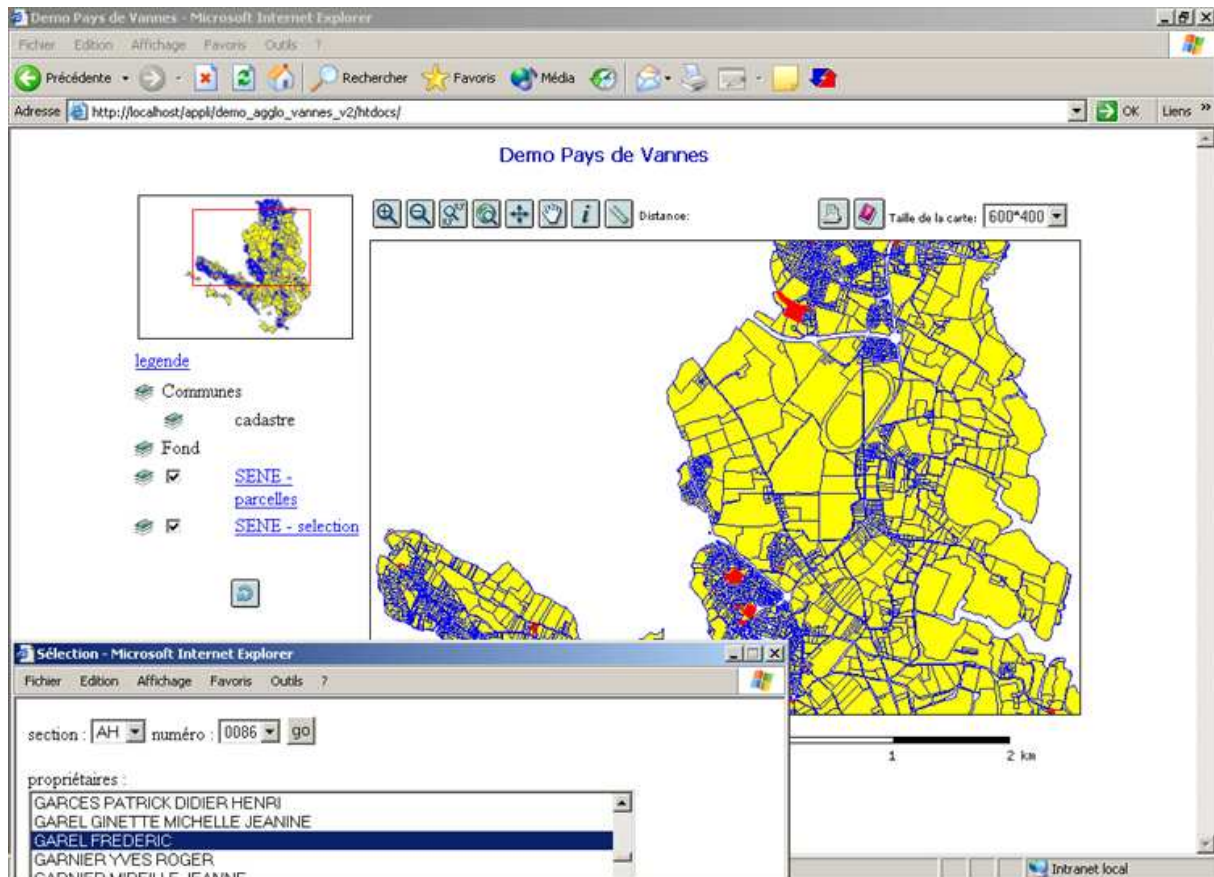 Demo Pays de Vannes - Microsoft Internet Explorer
Fichier Edition Affichage Favoris Outils ?
Précédente Rechercher Favoris Média
Adresse http://localhost/appli/demo_agglo_vannes_v2/htdocs/ OK Liens »
Demo Pays de Vannes
Distance: Taille de la carte: 600*400
legende
Communes
cadastre
Fond
SENE -
parcelles
SENE - selection
1 2 km
Sélection - Microsoft Internet Explorer
Fichier Edition Affichage Favoris Outils ?
section : AH numéro : 0086 go
propriétaires :
GARCES PATRICK DIDIER HENRI
GAREL GINETTE MICHELLE JEANINE
GAREL FREDERIC
GARNIER YVES ROGER
GARNIER MIREILLE JEANNE
Intranet local